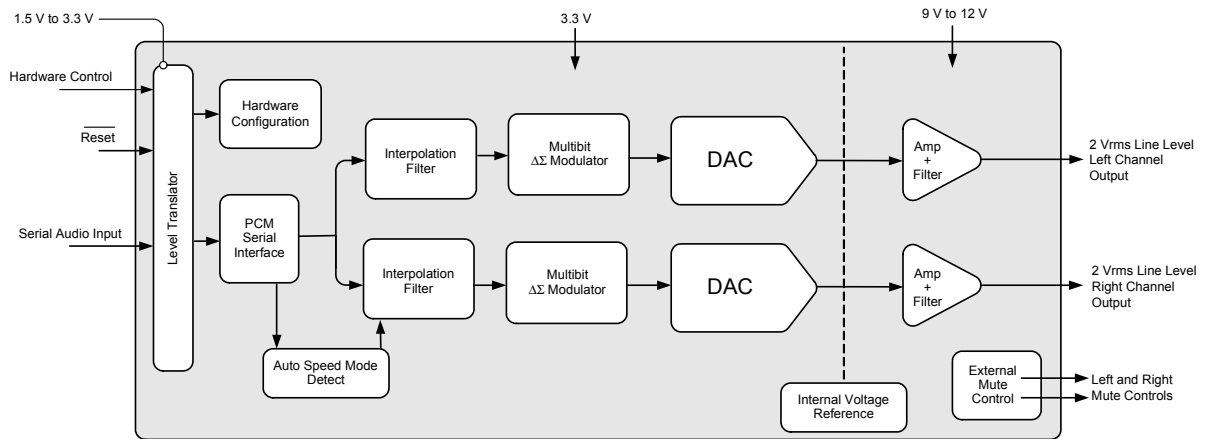 1.5 V to 3.3 V
3.3 V
9 V to 12 V
Hardware Control
Reset
Serial Audio Input
Level Translator
Hardware
Configuration
PCM
Serial
Interface
Auto Speed Mode
Detect
Interpolation
Filter
Multibit
ΔΣ Modulator
DAC
Amp
+
Filter
2 Vrms Line Level
Left Channel
Output
Interpolation
Filter
Multibit
ΔΣ Modulator
DAC
Amp
+
Filter
2 Vrms Line Level
Right Channel
Output
Internal Voltage
Reference
External
Mute
Control
Left and Right
Mute Controls